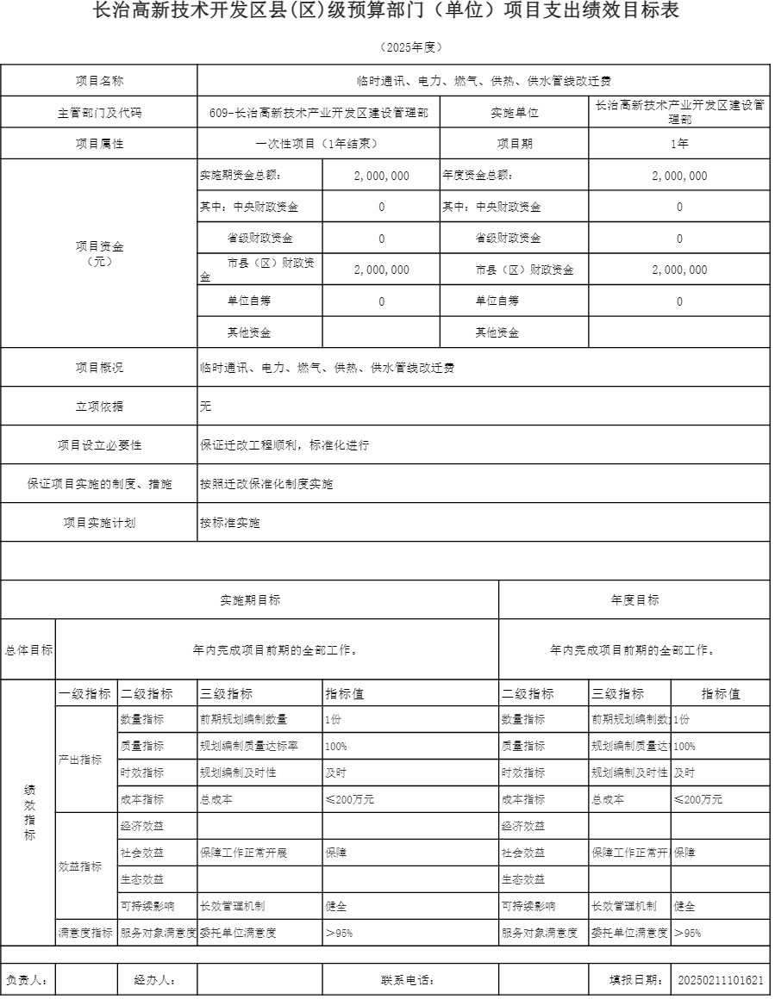 长治高新技术开发区县(区)级预算部门（单位）项目支出绩效目标表
（2025年度）
项目名称 临时通讯、电力、燃气、供热、供水管线改迁费
主管部门及代码 609-长治高新技术产业开发区建设管理部 实施单位 长治高新技术产业开发区建设管
理部
项目属性 一次性项目（1年结束） 项目期 1年
项目资金
（元）
实施期资金总额: 2,000,000 年度资金总额: 2,000,000
其中: 中央财政资金 0 其中: 中央财政资金 0
省级财政资金 0 省级财政资金 0
市县（区）财政资
金 2,000,000 市县（区）财政资金 2,000,000
单位自筹 0 单位自筹 0
其他资金 其他资金
项目概况 临时通讯、电力、燃气、供热、供水管线改迁费
立项依据 无
项目设立必要性 保证迁改工程顺利，标准化进行
保证项目实施的制度、措施 按照迁改保准化制度实施
项目实施计划 按标准实施
实施期目标 年度目标
总体目标 年内完成项目前期的全部工作。 年内完成项目前期的全部工作。
绩
效
指
标
一级指标 二级指标 三级指标 指标值 二级指标 三级指标 指标值
产出指标
数量指标 前期规划编制数量 1份 数量指标 前期规划编制数 1份
质量指标 规划编制质量达标率 100% 质量指标 规划编制质量达 100%
时效指标 规划编制及时性 及时 时效指标 规划编制及时性 及时
成本指标 总成本 ≤200万元 成本指标 总成本 ≤200万元
效益指标
经济效益 经济效益
社会效益 保障工作正常开展 保障 社会效益 保障工作正常开 保障
生态效益 生态效益
可持续影响 长效管理机制 健全 可持续影响 长效管理机制 健全
满意度指标 服务对象满意度 委托单位满意度 >95% 服务对象满意度 委托单位满意度 >95%
负责人: 经办人: 联系电话: 填报日期: 20250211101621